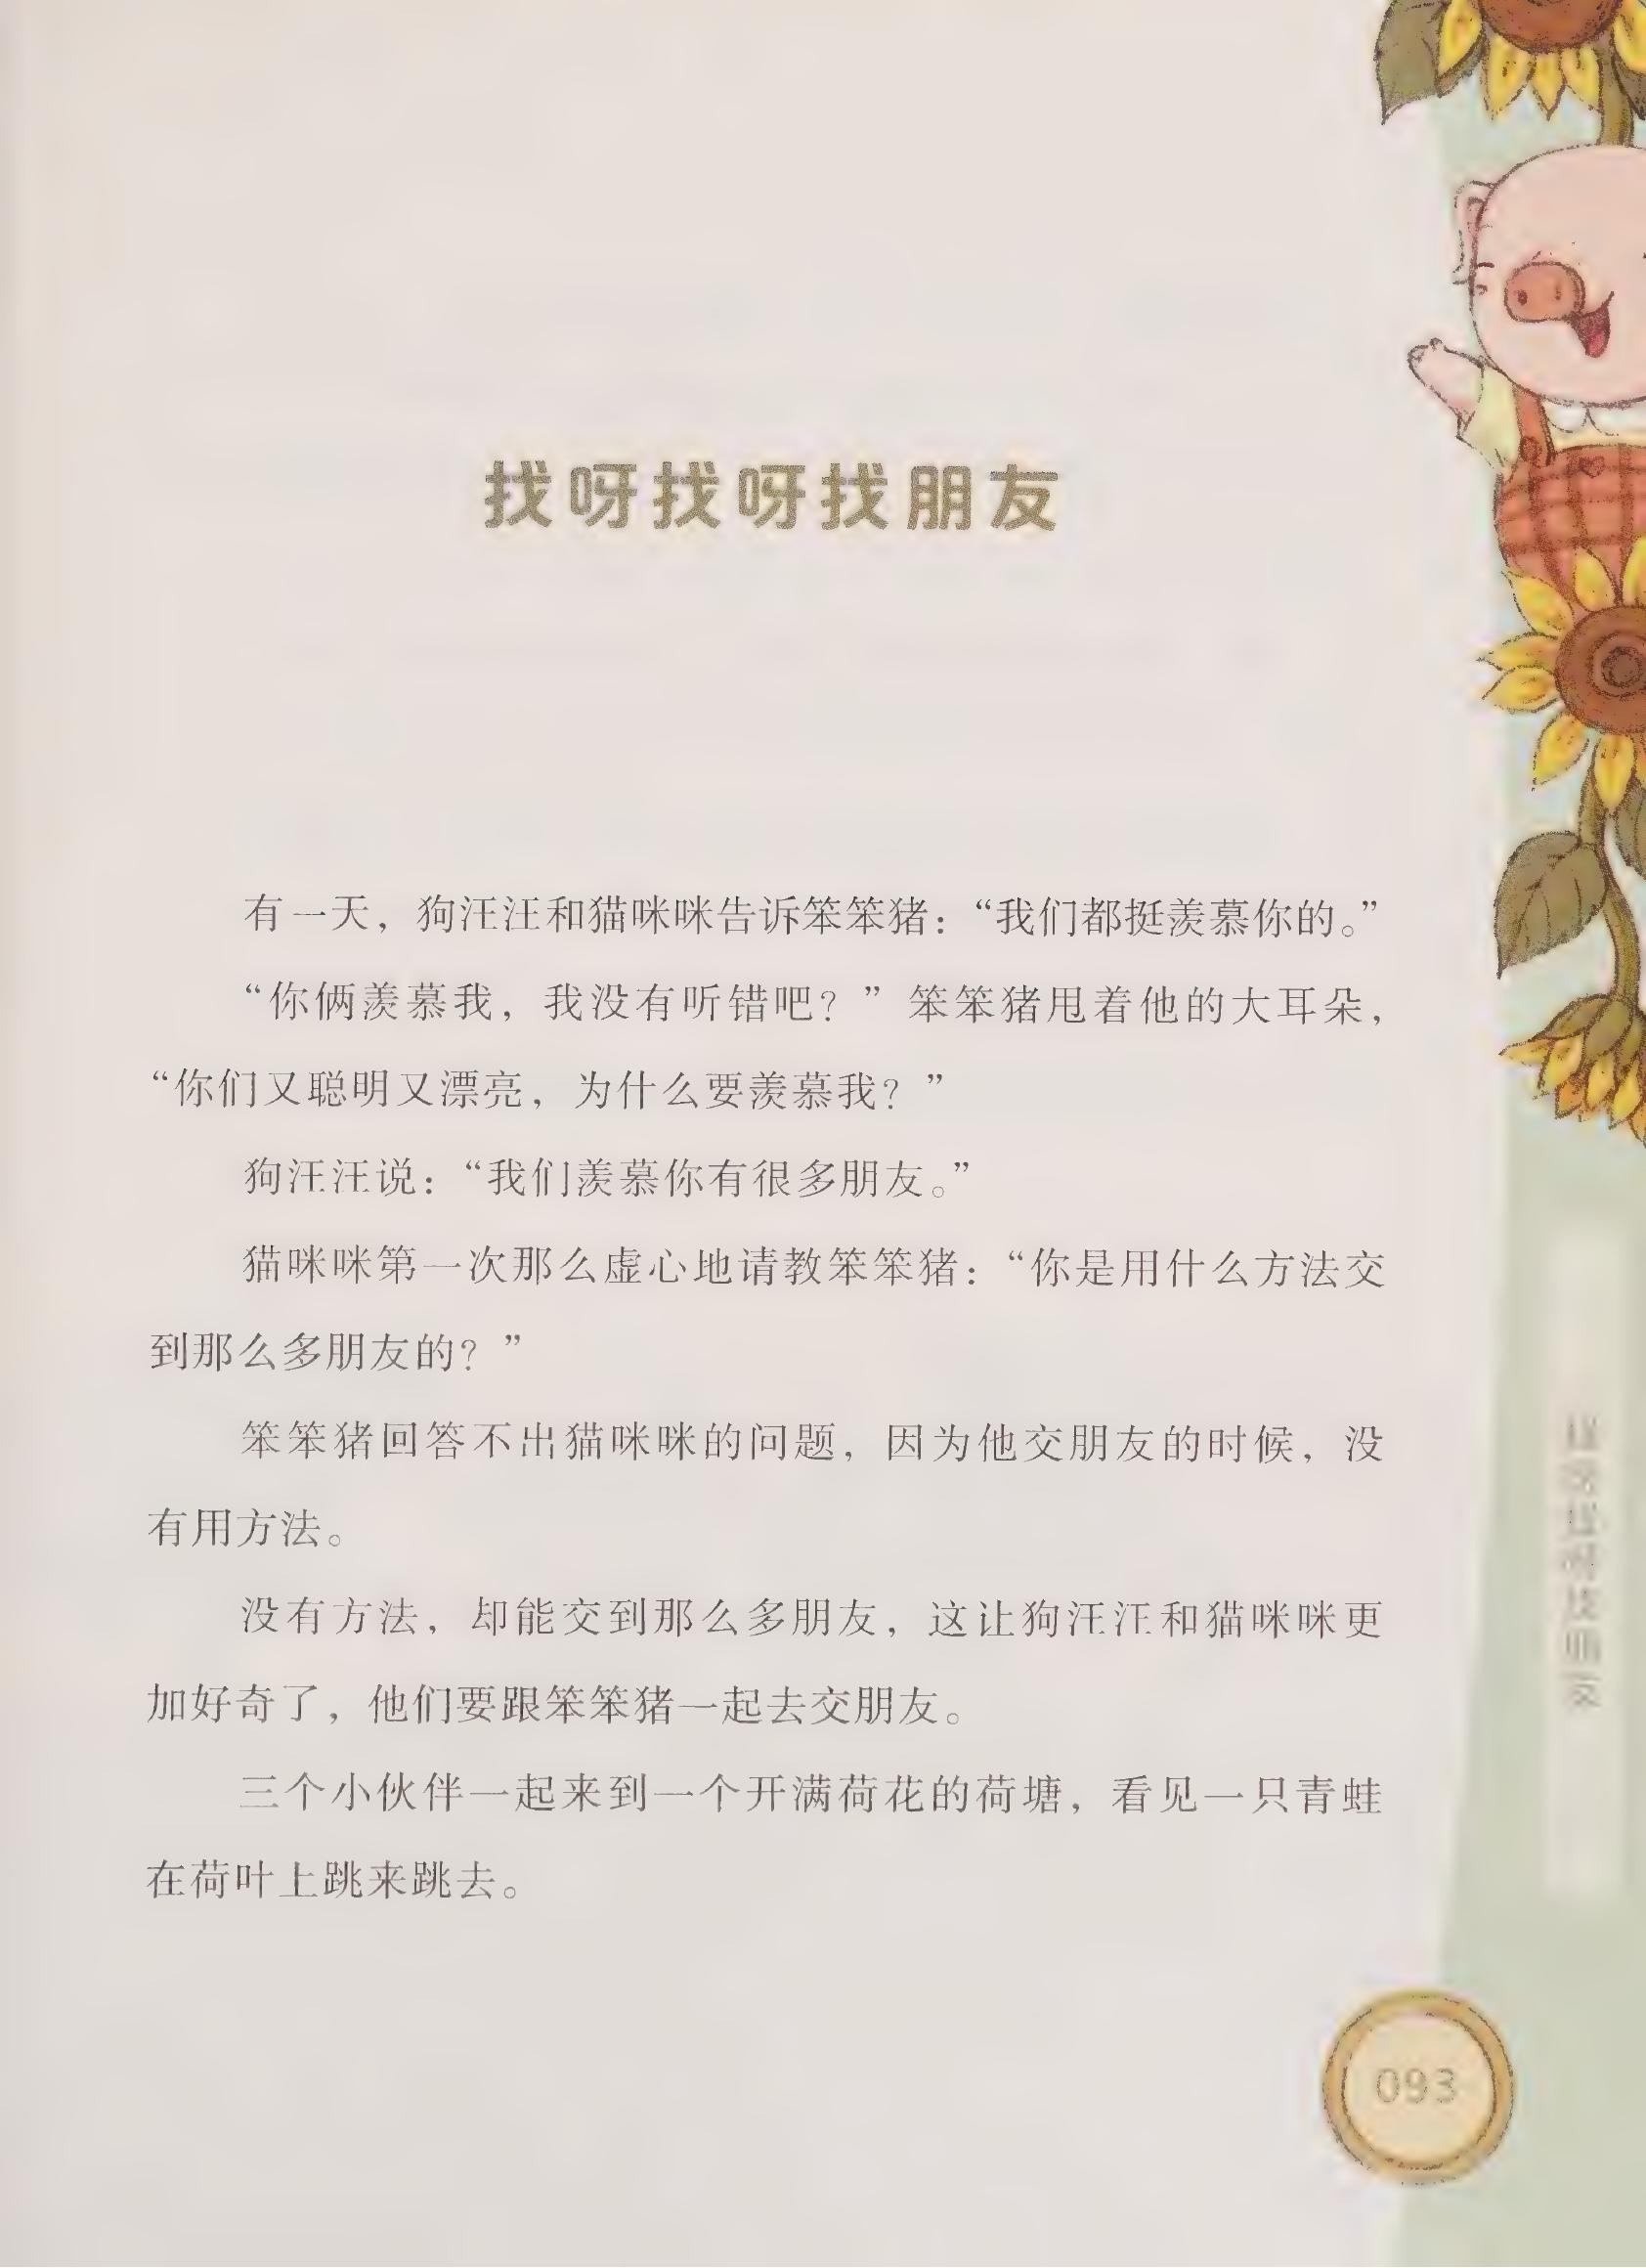 找呀找呀找朋友
有一天，狗汪汪和猫咪咪告诉笨笨猪：“我们都挺羡慕你的。”
“你俩羡慕我，我没有听错吧？”笨笨猪甩着他的大耳朵，
“你们又聪明又漂亮，为什么要羡慕我？”
狗汪汪说：“我们羡慕你有很多朋友。”
猫咪咪第一次那么虚心地请教笨笨猪：“你是用什么方法交
到那么多朋友的？”
笨笨猪回答不出猫咪咪的问题，因为他交朋友的时候，没
有用方法。
没有方法，却能交到那么多朋友，这让狗汪汪和猫咪咪更
加好奇了，他们要跟笨笨猪一起去交朋友。
三个小伙伴一起来到一个开满荷花的荷塘，看见一只青蛙
在荷叶上跳来跳去。
找呀找呀找朋友
093